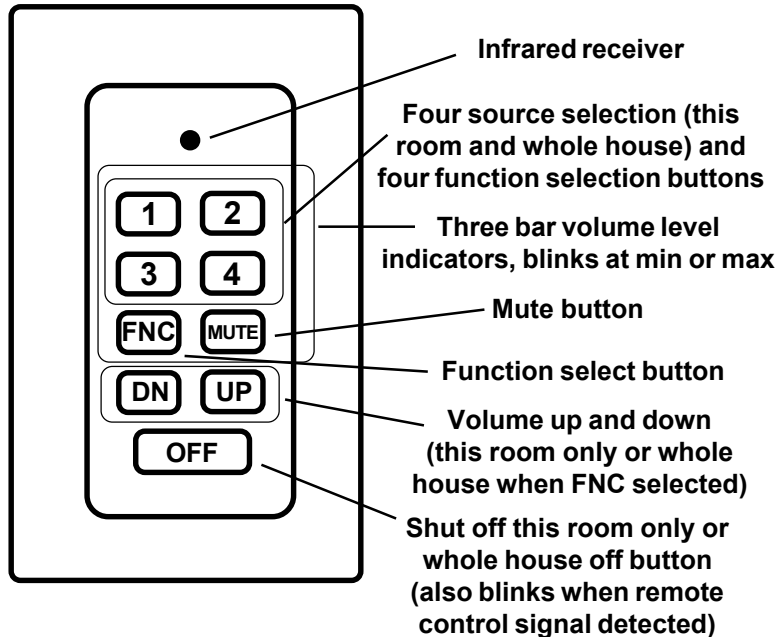 Infrared receiver
Four source selection (this
room and whole house) and
four function selection buttons
1 2
Three bar volume level
indicators, blinks at min or max
3 4
Mute button
FNC MUTE
Function select button
DN UP
Volume up and down
(this room only or whole
house when FNC selected)
OFF
Shut off this room only or
whole house off button
(also blinks when remote
control signal detected)